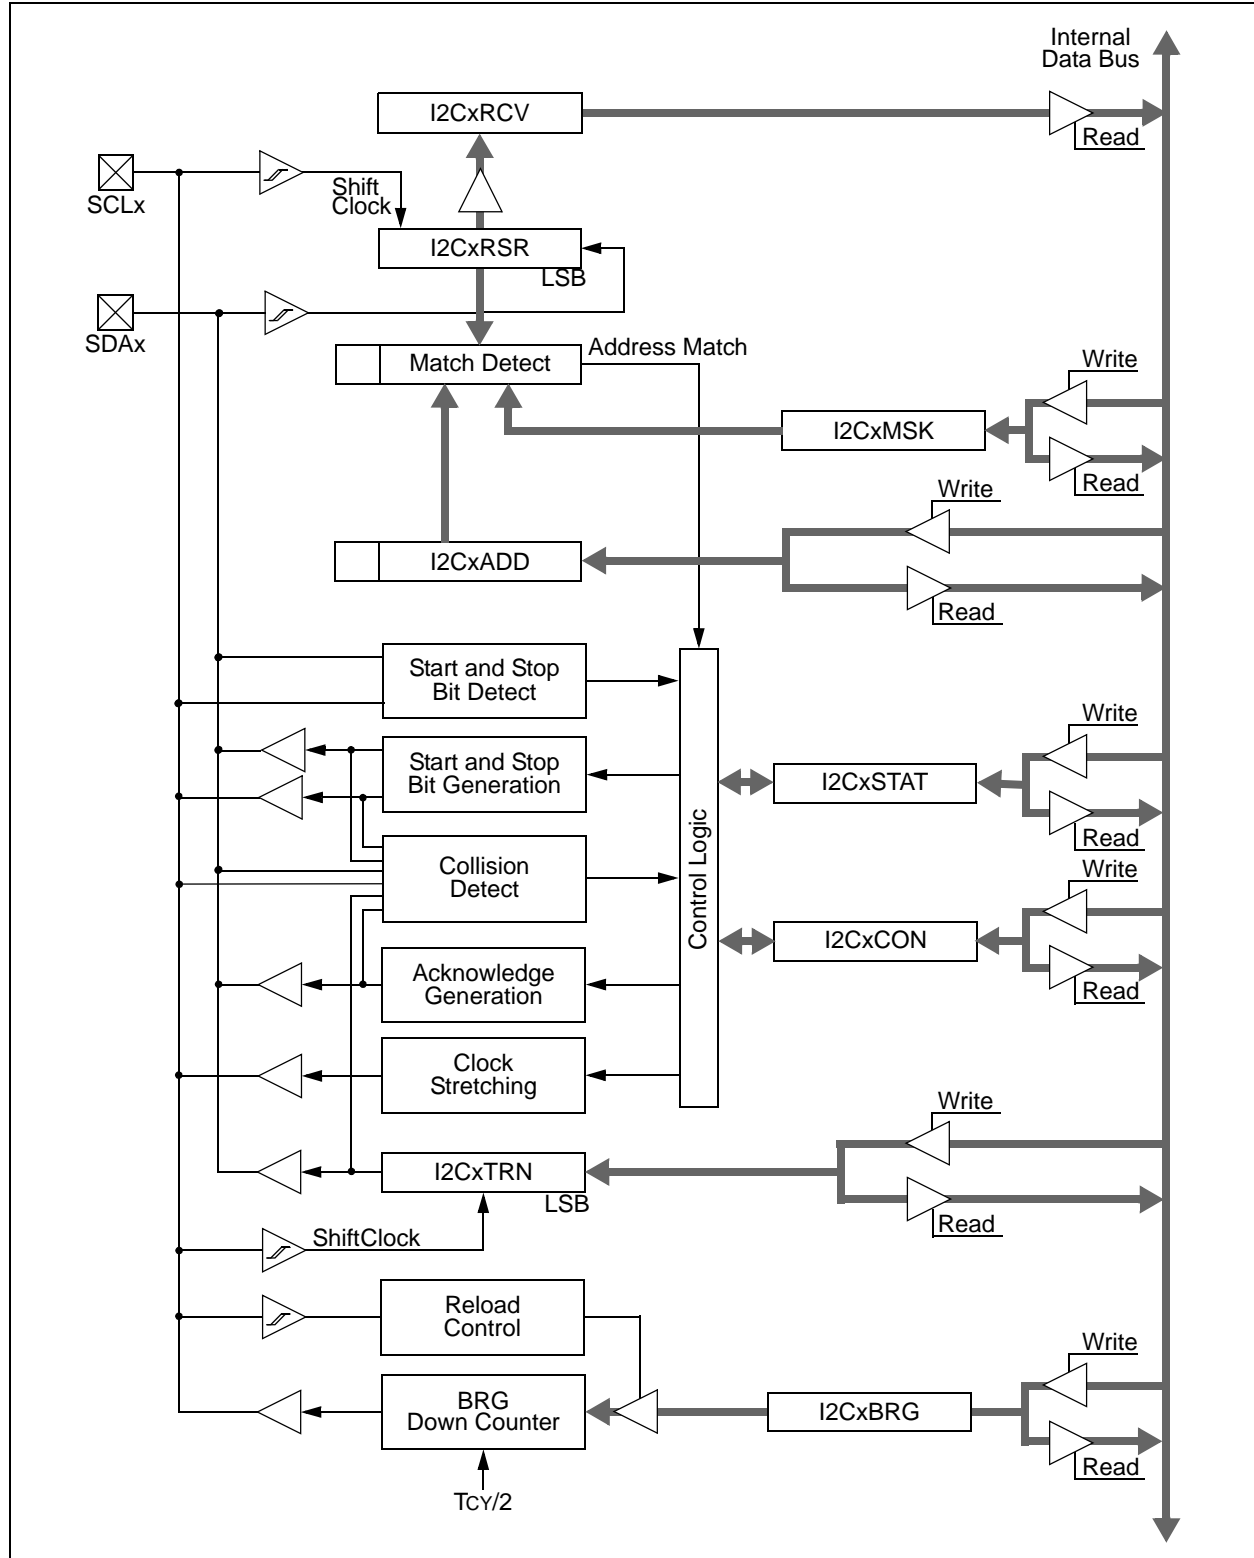 Internal
Data Bus
I2CxRCV
Read
SCLx
Shift
Clock
I2CxRSR
LSB
SDAx
Match Detect
Address Match
Write
I2CxMSK
Read
Write
I2CxADD
Read
Start and Stop
Bit Detect
Write
Start and Stop
Bit Generation
I2CxSTAT
Read
Control Logic
Collision
Detect
Write
I2CxCON
Read
Acknowledge
Generation
Clock
Stretching
Write
I2CxTRN
LSB
Read
ShiftClock
Reload
Control
Write
BRG
Down Counter
I2CxBRG
Read
TCY/2